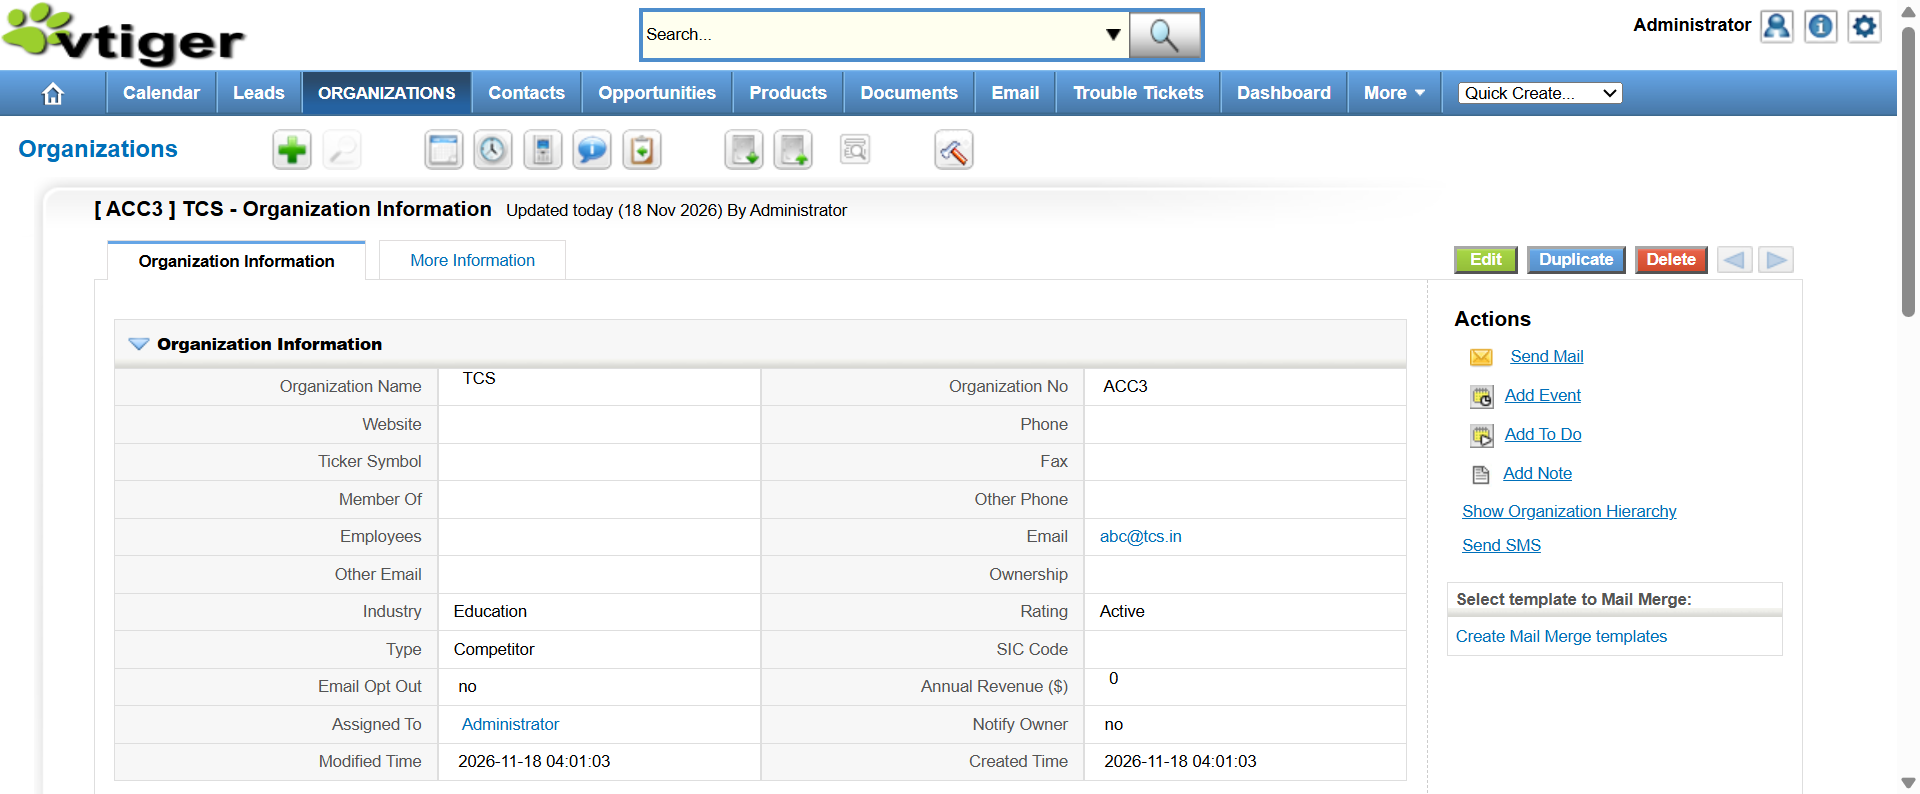 vtiger
Search...
Administrator
Calendar Leads ORGANIZATIONS Contacts Opportunities Products Documents Email Trouble Tickets Dashboard More Quick Create...
Organizations
[ ACC3 ] TCS - Organization Information Updated today (18 Nov 2026) By Administrator
Organization Information More Information Edit Duplicate Delete
Organization Information
Organization Name TCS Organization No ACC3
Website Phone
Ticker Symbol Fax
Member Of Other Phone
Employees Email abc@tcs.in
Other Email Ownership
Industry Education Rating Active
Type Competitor SIC Code
Email Opt Out no Annual Revenue ($) 0
Assigned To Administrator Notify Owner no
Modified Time 2026-11-18 04:01:03 Created Time 2026-11-18 04:01:03
Actions
Send Mail
Add Event
Add To Do
Add Note
Show Organization Hierarchy
Send SMS
Select template to Mail Merge:
Create Mail Merge templates